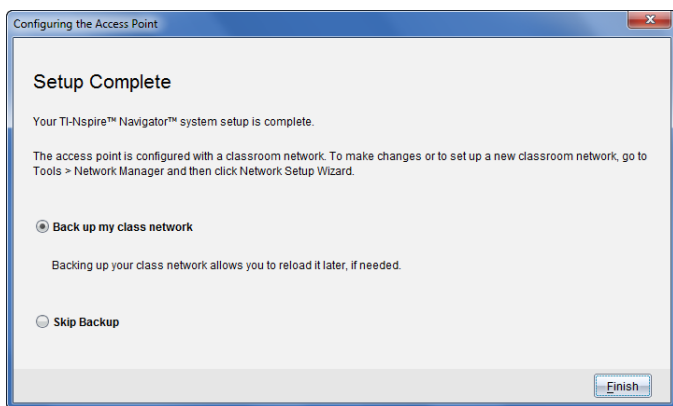 Configuring the Access Point
Setup Complete
Your TI-Nspire™ Navigator™ system setup is complete.
The access point is configured with a classroom network. To make changes or to set up a new classroom network, go to
Tools > Network Manager and then click Network Setup Wizard.
Back up my class network
Backing up your class network allows you to reload it later, if needed.
Skip Backup
Finish